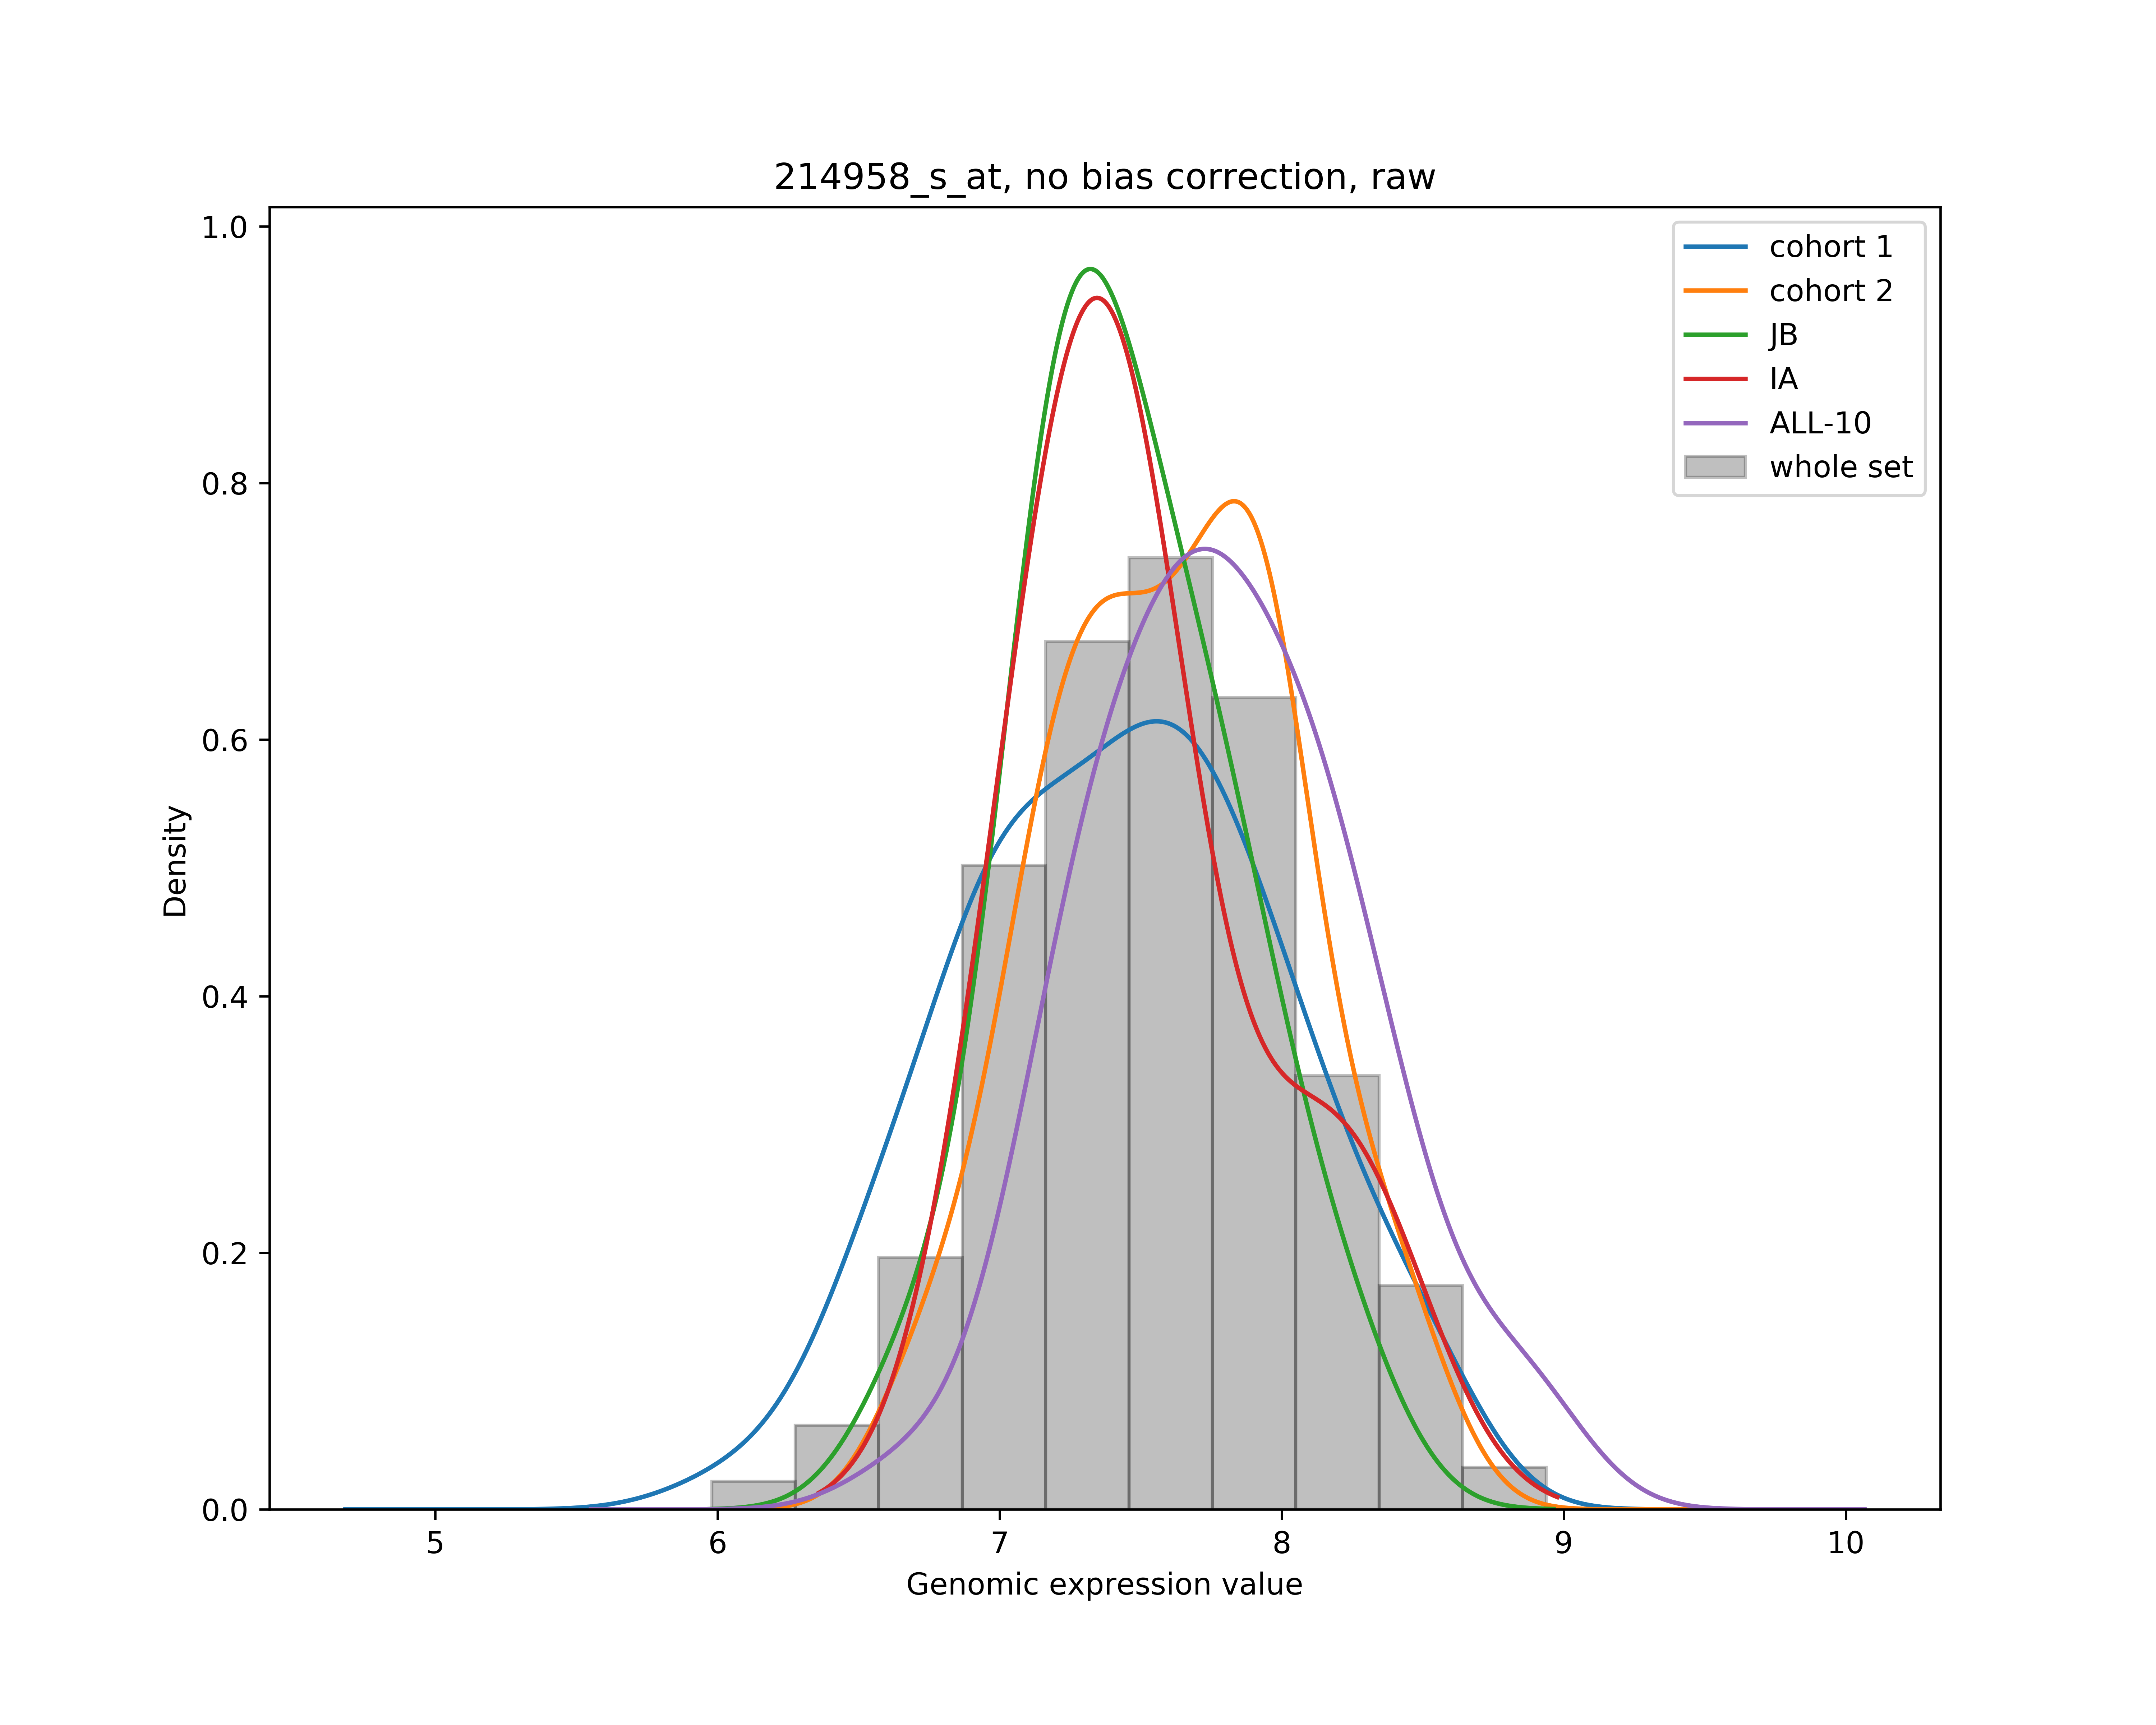 214958_s_at, no bias correction, raw
1.0
0.8
0.6
0.4
0.2
0.0
Density
5 6 7 8 9 10
Genomic expression value
cohort 1
cohort 2
JB
IA
ALL-10
whole set